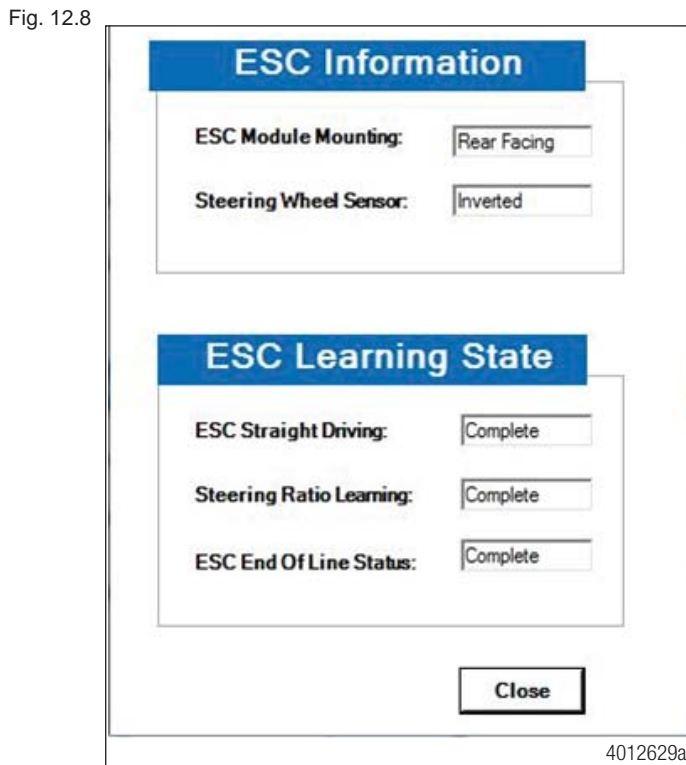 Fig. 12.8
ESC Information
ESC Module Mounting: Rear Facing
Steering Wheel Sensor: Inverted
ESC Learning State
ESC Straight Driving: Complete
Steering Ratio Learning: Complete
ESC End Of Line Status: Complete
Close
4012629a